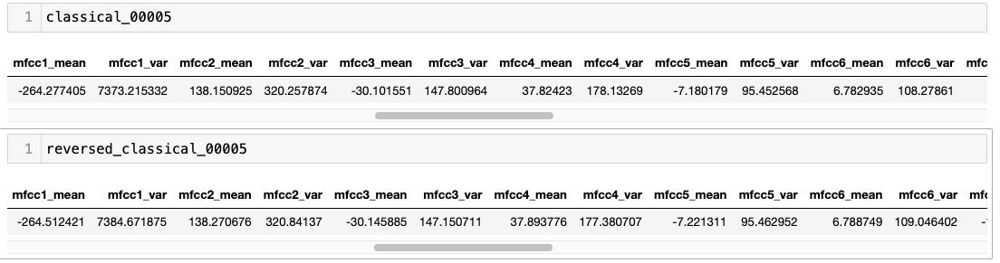 1 classical_00005
mfcc1_mean mfcc1_var mfcc2_mean mfcc2_var mfcc3_mean mfcc3_var mfcc4_mean mfcc4_var mfcc5_mean mfcc5_var mfcc6_mean mfcc6_var mfc
-264.277405 7373.215332 138.150925 320.257874 -30.101551 147.800964 37.82423 178.13269 -7.180179 95.452568 6.782935 108.27861
1 reversed_classical_00005
mfcc1_mean mfcc1_var mfcc2_mean mfcc2_var mfcc3_mean mfcc3_var mfcc4_mean mfcc4_var mfcc5_mean mfcc5_var mfcc6_mean mfcc6_var mfc
-264.512421 7384.671875 138.270676 320.84137 -30.145885 147.150711 37.893776 177.380707 -7.221311 95.462952 6.788749 109.046402 -